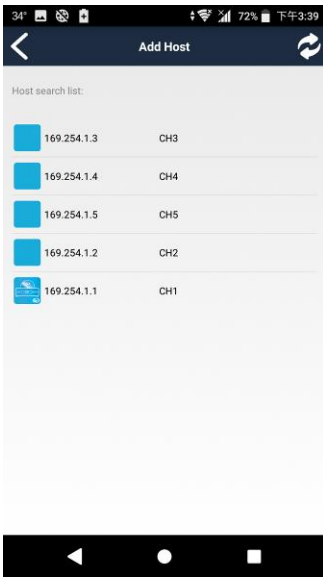 34° 72% 下午3:39
Add Host
Host search list:
169.254.1.3 CH3
169.254.1.4 CH4
169.254.1.5 CH5
169.254.1.2 CH2
169.254.1.1 CH1